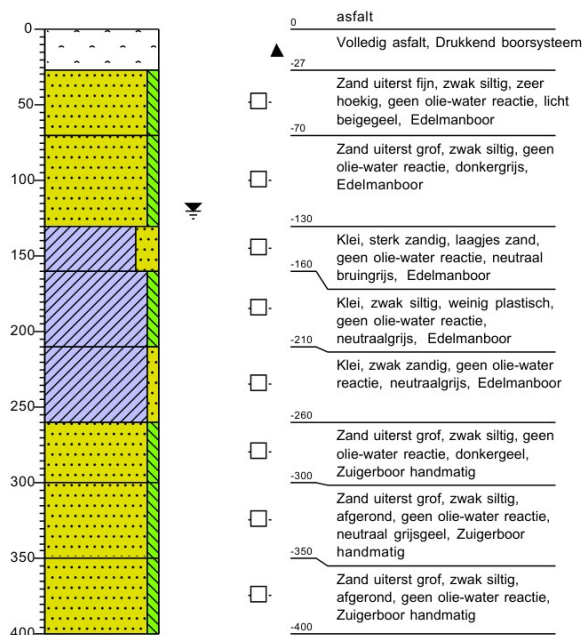 0
50
100
150
200
250
300
350
400
0
asfalt
Volledig asfalt, Drukkend boorsysteem
-27
Zand uiterst fijn, zwak siltig, zeer
hoekig, geen olie-water reactie, licht
beigegeel, Edelmanboor
-70
Zand uiterst grof, zwak siltig, geen
olie-water reactie, donkergrijs,
Edelmanboor
-130
Klei, sterk zandig, laagjes zand,
geen olie-water reactie, neutraal
bruingrijs, Edelmanboor
-160
Klei, zwak siltig, weinig plastisch,
geen olie-water reactie,
neutraalgrijs, Edelmanboor
-210
Klei, zwak zandig, geen olie-water
reactie, neutraalgrijs, Edelmanboor
-260
Zand uiterst grof, zwak siltig, geen
olie-water reactie, donkergeel,
Zuigerboor handmatig
-300
Zand uiterst grof, zwak siltig,
afgerond, geen olie-water reactie,
neutraal grijsgeel, Zuigerboor
handmatig
-350
Zand uiterst grof, zwak siltig,
afgerond, geen olie-water reactie,
Zuigerboor handmatig
-400